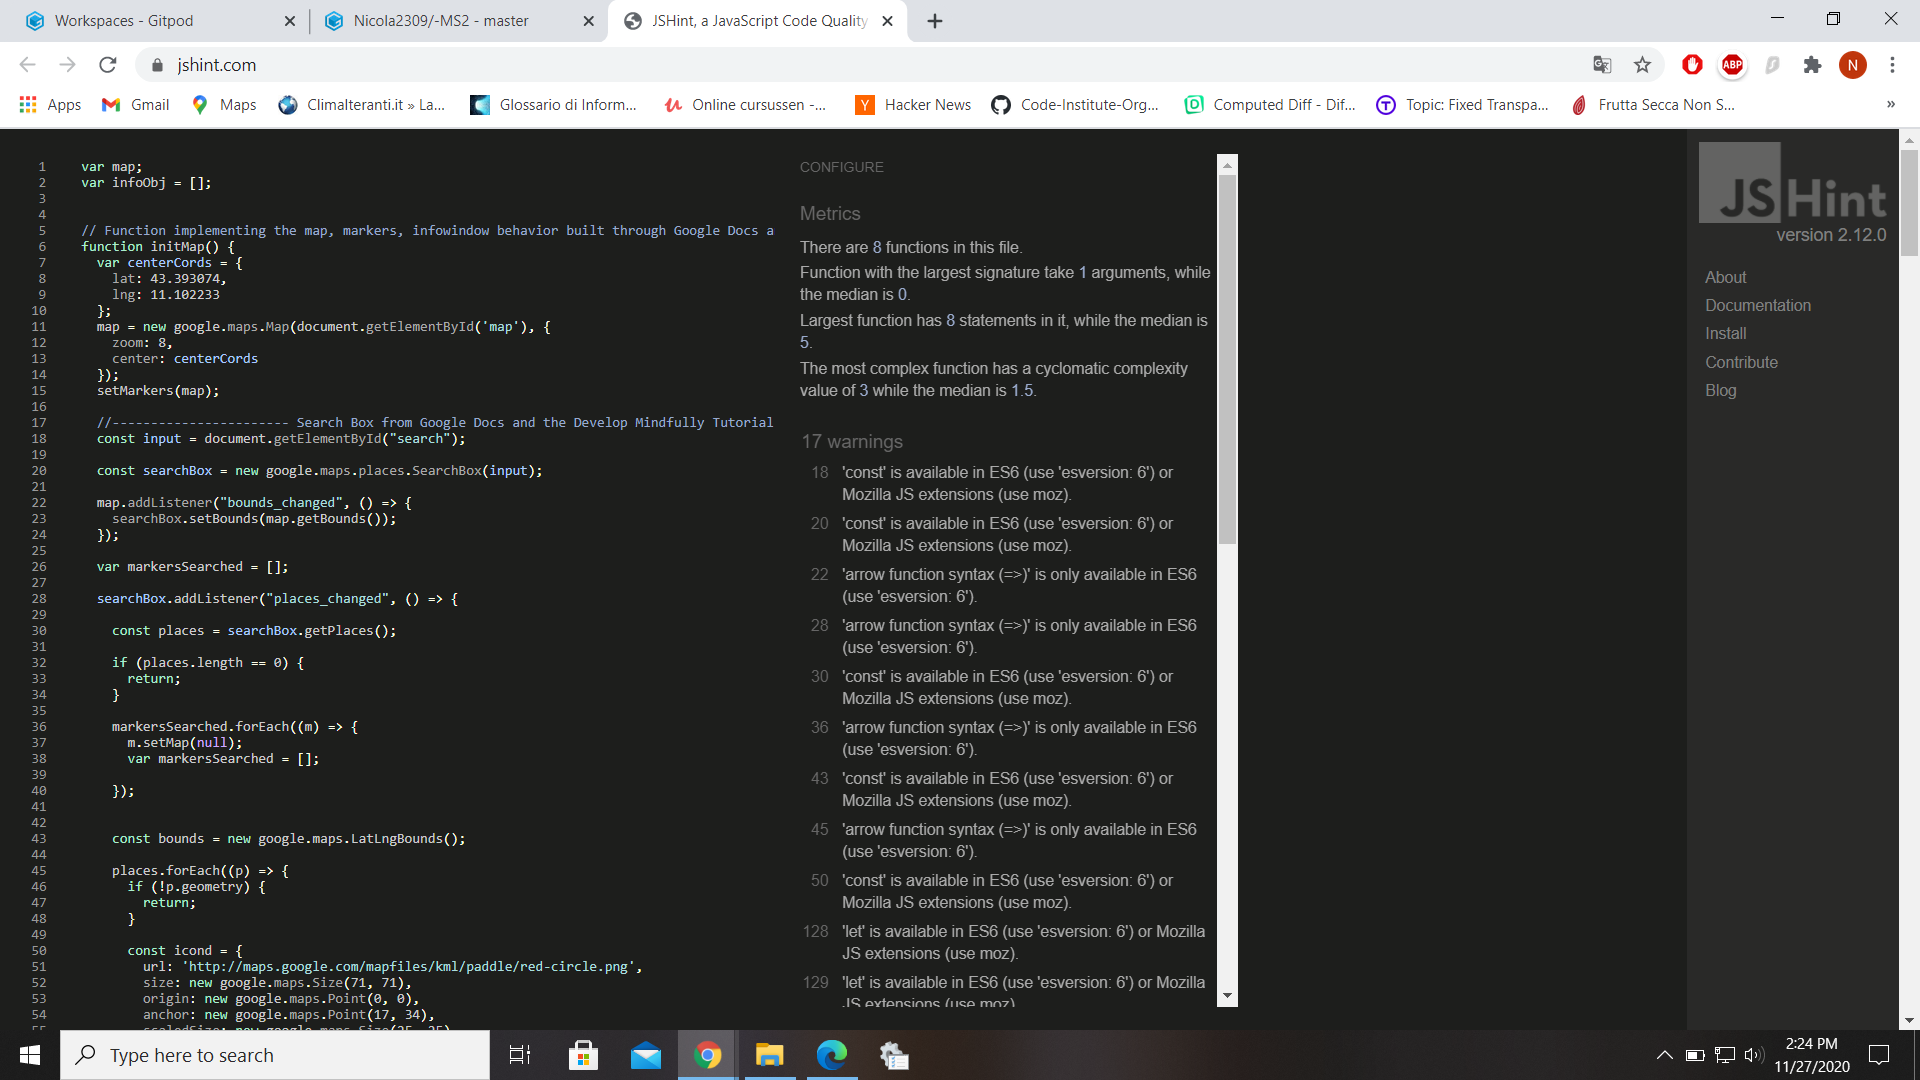 Workspaces - Gitpod
Nicola2309/-MS2 - master
JSHint, a JavaScript Code Quality
jshint.com
ABP
N
Apps
Gmail
Maps
Climalteranti.it » La...
Glossario di Inform...
Online cursussen -...
Hacker News
Code-Institute-Org...
Computed Diff - Dif...
Topic: Fixed Transpa...
Frutta Secca Non S...
»
1 var map;
2 var infoObj = [];
3
4
5 // Function implementing the map, markers, infowindow behavior built through Google Docs a
6 function initMap() {
7 var centerCords = {
8 lat: 43.393074,
9 lng: 11.102233
10 };
11 map = new google.maps.Map(document.getElementById('map'), {
12 zoom: 8,
13 center: centerCords
14 });
15 setMarkers(map);
16
17 //----------------------- Search Box from Google Docs and the Develop Mindfully Tutorial
18 const input = document.getElementById("search");
19
20 const searchBox = new google.maps.places.SearchBox(input);
21
22 map.addListener("bounds_changed", () => {
23 searchBox.setBounds(map.getBounds());
24 });
25
26 var markersSearched = [];
27
28 searchBox.addListener("places_changed", () => {
29
30 const places = searchBox.getPlaces();
31
32 if (places.length == 0) {
33 return;
34 }
35
36 markersSearched.forEach((m) => {
37 m.setMap(null);
38 var markersSearched = [];
39
40 });
41
42
43 const bounds = new google.maps.LatLngBounds();
44
45 places.forEach((p) => {
46 if (!p.geometry) {
47 return;
48 }
49
50 const icond = {
51 url: 'http://maps.google.com/mapfiles/kml/paddle/red-circle.png',
52 size: new google.maps.Size(71, 71),
53 origin: new google.maps.Point(0, 0),
54 anchor: new google.maps.Point(17, 34),
CONFIGURE
Metrics
There are 8 functions in this file.
Function with the largest signature take 1 arguments, while
the median is 0.
Largest function has 8 statements in it, while the median is
5.
The most complex function has a cyclomatic complexity
value of 3 while the median is 1.5.
17 warnings
18 'const' is available in ES6 (use 'esversion: 6') or
Mozilla JS extensions (use moz).
20 'const' is available in ES6 (use 'esversion: 6') or
Mozilla JS extensions (use moz).
22 'arrow function syntax (=>)' is only available in ES6
(use 'esversion: 6').
28 'arrow function syntax (=>)' is only available in ES6
(use 'esversion: 6').
30 'const' is available in ES6 (use 'esversion: 6') or
Mozilla JS extensions (use moz).
36 'arrow function syntax (=>)' is only available in ES6
(use 'esversion: 6').
43 'const' is available in ES6 (use 'esversion: 6') or
Mozilla JS extensions (use moz).
45 'arrow function syntax (=>)' is only available in ES6
(use 'esversion: 6').
50 'const' is available in ES6 (use 'esversion: 6') or
Mozilla JS extensions (use moz).
128 'let' is available in ES6 (use 'esversion: 6') or Mozilla
JS extensions (use moz).
129 'let' is available in ES6 (use 'esversion: 6') or Mozilla
JS extensions (use moz)
JSHint
version 2.12.0
About
Documentation
Install
Contribute
Blog
Type here to search
2:24 PM
11/27/2020